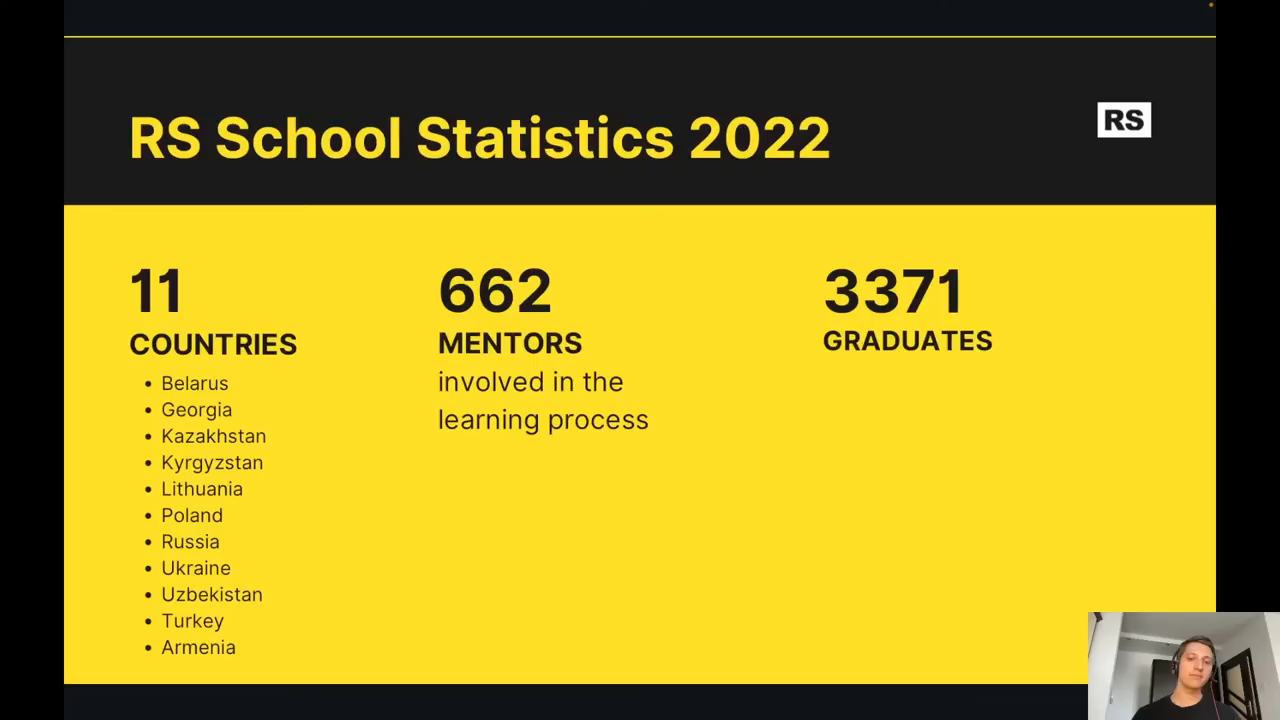 RS School Statistics 2022
RS
11
COUNTRIES
• Belarus
• Georgia
• Kazakhstan
• Kyrgyzstan
• Lithuania
• Poland
• Russia
• Ukraine
• Uzbekistan
• Turkey
• Armenia
662
MENTORS
involved in the
learning process
3371
GRADUATES